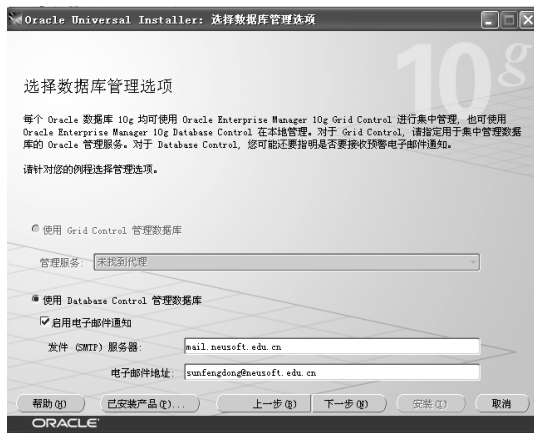 Oracle Universal Installer: 选择数据库管理选项
10g
选择数据库管理选项
每个 Oracle 数据库 10g 均可使用 Oracle Enterprise Manager 10g Grid Control 进行集中管理, 也可使用
Oracle Enterprise Manager 10g Database Control 在本地管理。对于 Grid Control, 请指定用于集中管理数据
库的 Oracle 管理服务。对于 Database Control, 您可能还要指明是否要接收预警电子邮件通知。
请针对您的例程选择管理选项。
使用 Grid Control 管理数据库
管理服务: 未找到代理
使用 Database Control 管理数据库
启用电子邮件通知
发件 (SMTP) 服务器: mail.neusoft.edu.cn
电子邮件地址: sunfengdong@neusoft.edu.cn
帮助(H) 已安装产品(P)... 上一步(B) 下一步(N) 安装(I) 取消
ORACLE